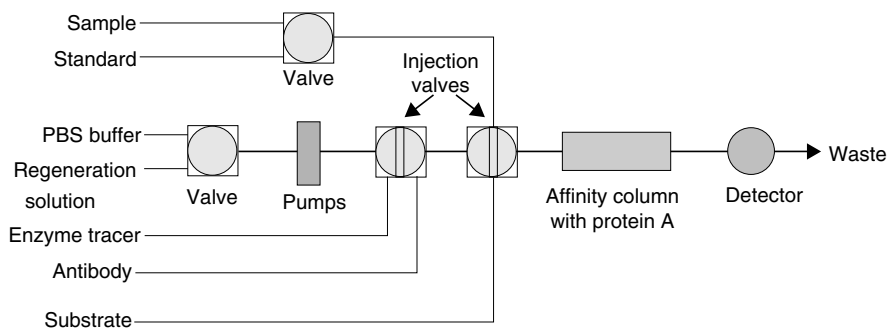 Sample
Standard
Valve
Injection
valves
PBS buffer
Regeneration
solution
Valve
Pumps
Affinity column
with protein A
Detector
Waste
Enzyme tracer
Antibody
Substrate